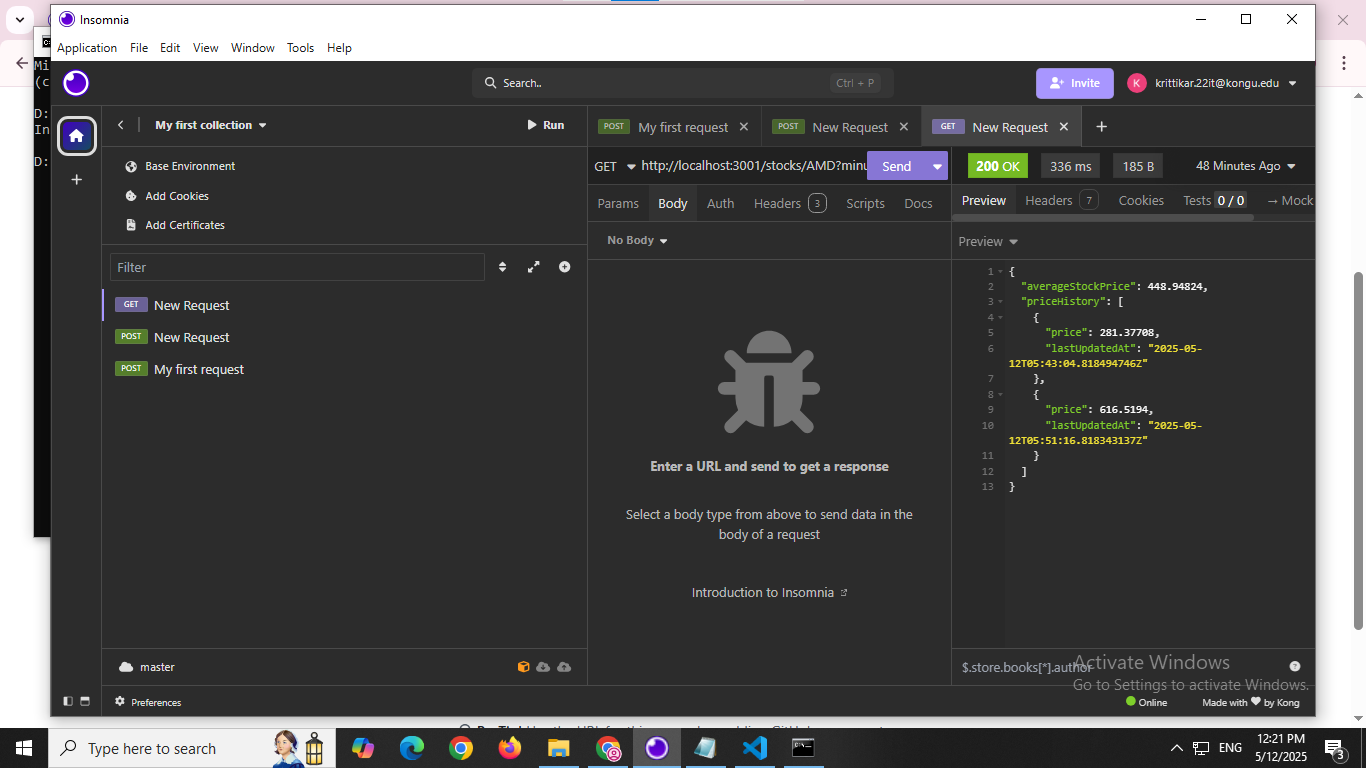 Insomnia
Application File Edit View Window Tools Help
Mi
(c
D:
In
D:
Search.. Ctrl + P
Invite
K krittikar.22it@kongu.edu
My first collection
Run
POST My first request
POST New Request
GET New Request
Base Environment
Add Cookies
Add Certificates
Filter
GET New Request
POST New Request
POST My first request
master
Preferences
GET http://localhost:3001/stocks/AMD?minu
Send
Params Body Auth Headers 3 Scripts Docs
No Body
Enter a URL and send to get a response
Select a body type from above to send data in the
body of a request
Introduction to Insomnia
200 OK 336 ms 185 B 48 Minutes Ago
Preview Headers 7 Cookies Tests 0 / 0 → Mock
Preview
1 {
2 "averageStockPrice": 448.94824,
3 "priceHistory": [
4 {
5 "price": 281.37708,
6 "lastUpdatedAt": "2025-05-
12T05:43:04.818494746Z"
7 },
8 {
9 "price": 616.5194,
10 "lastUpdatedAt": "2025-05-
12T05:51:16.818343137Z"
11 }
12 ]
13 }
$.store.books[*].author
Activate Windows
Go to Settings to activate Windows.
Online
Made with ❤ by Kong
Type here to search
ENG
12:21 PM
5/12/2025
3